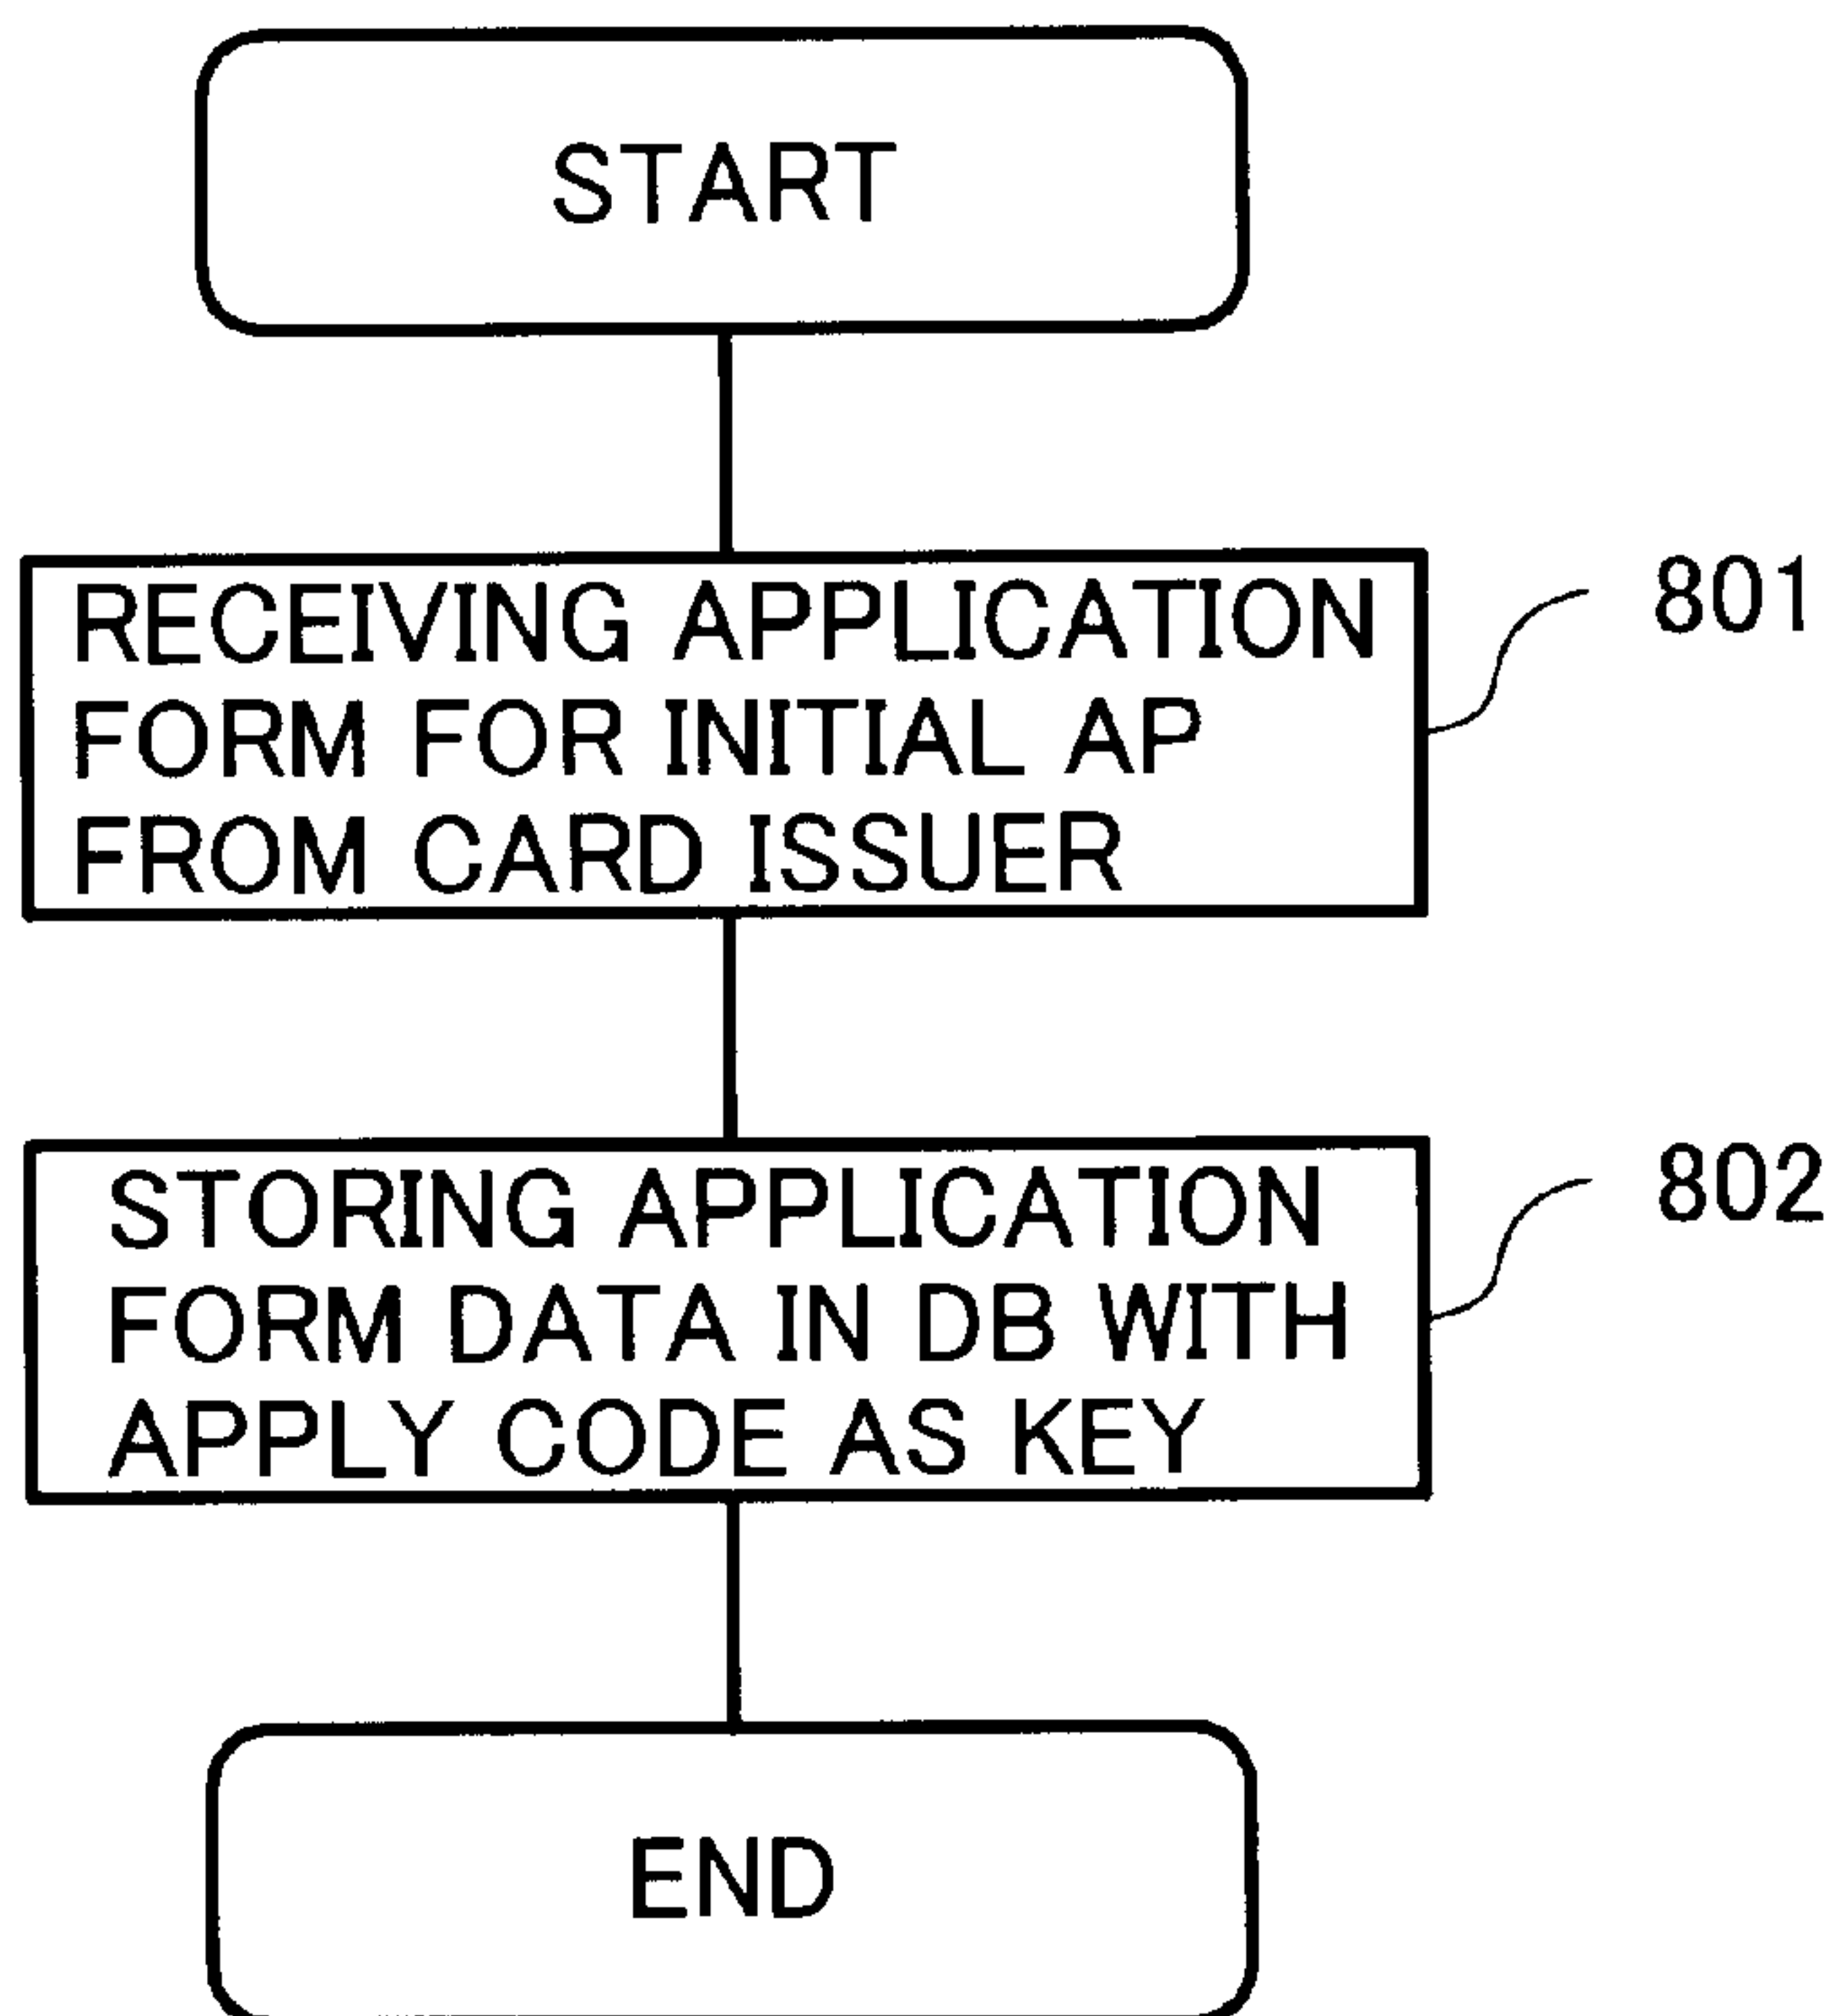 START
RECEIVING APPLICATION
FORM FOR INITIAL AP
FROM CARD ISSUER
801
STORING APPLICATION
FORM DATA IN DB WITH
APPLY CODE AS KEY
802
END